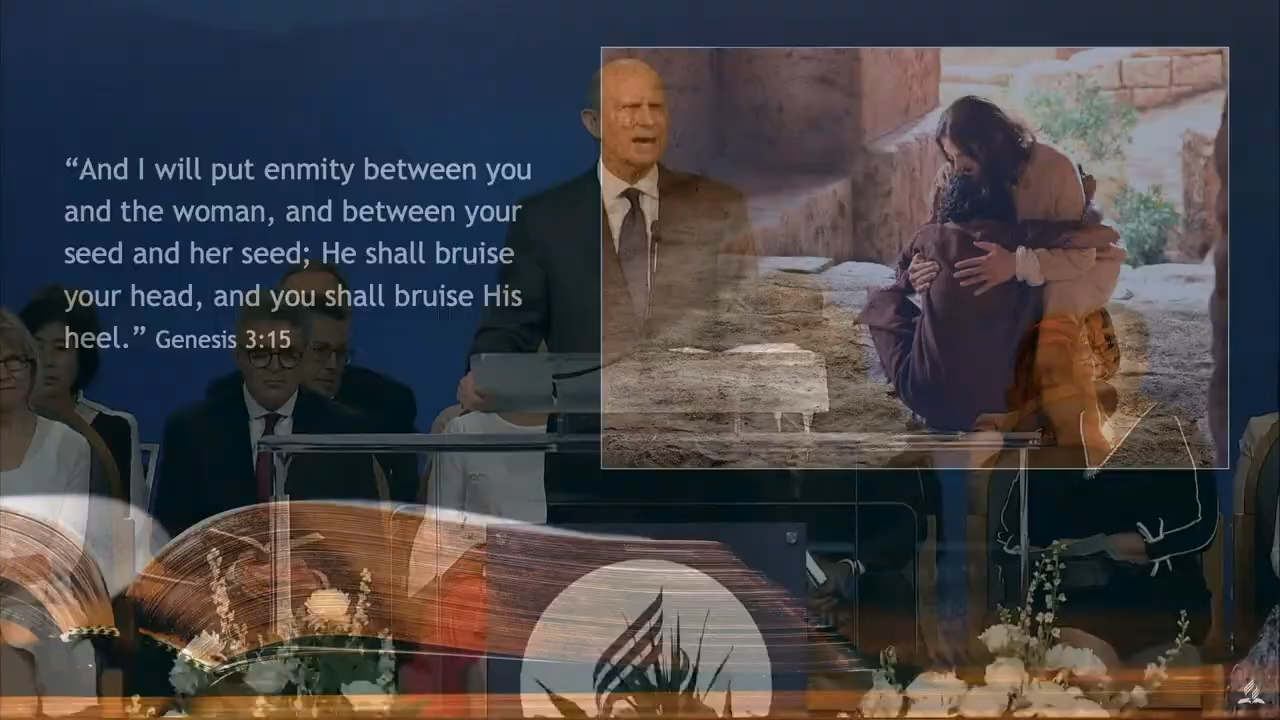 “And I will put enmity between you
and the woman, and between your
seed and her seed; He shall bruise
your head, and you shall bruise His
heel.” Genesis 3:15